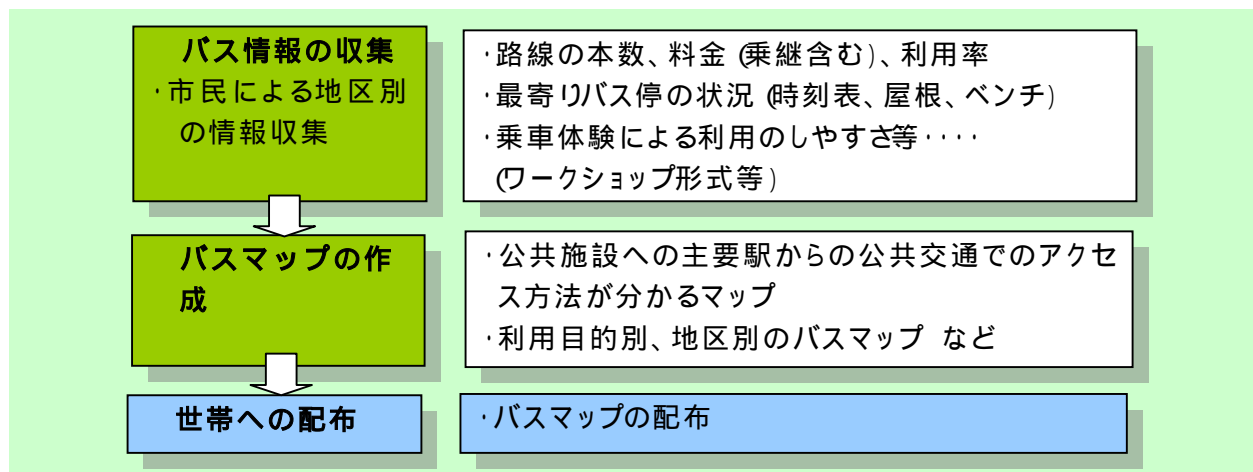 バス情報の収集
・市民による地区別
の情報収集
・路線の本数、料金(乗継含む)、利用率
・最寄りバス停の状況(時刻表、屋根、ベンチ)
・乗車体験による利用のしやすさ等・・・・
(ワークショップ形式等)
バスマップの作
成
・公共施設への主要駅からの公共交通でのアクセ
ス方法が分かるマップ
・利用目的別、地区別のバスマップ など
世帯への配布
・バスマップの配布